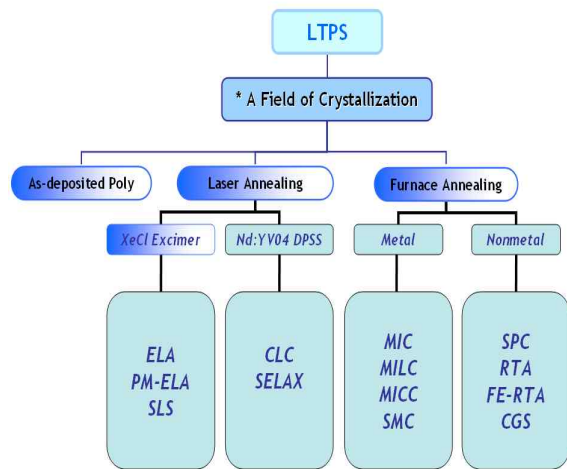 LTPS
* A Field of Crystallization
As-deposited Poly
Laser Annealing
Furnace Annealing
XeCl Excimer
Nd:YV04 DPSS
Metal
Nonmetal
ELA
PM-ELA
SLS
CLC
SELAX
MIC
MILC
MICC
SMC
SPC
RTA
FE-RTA
CGS